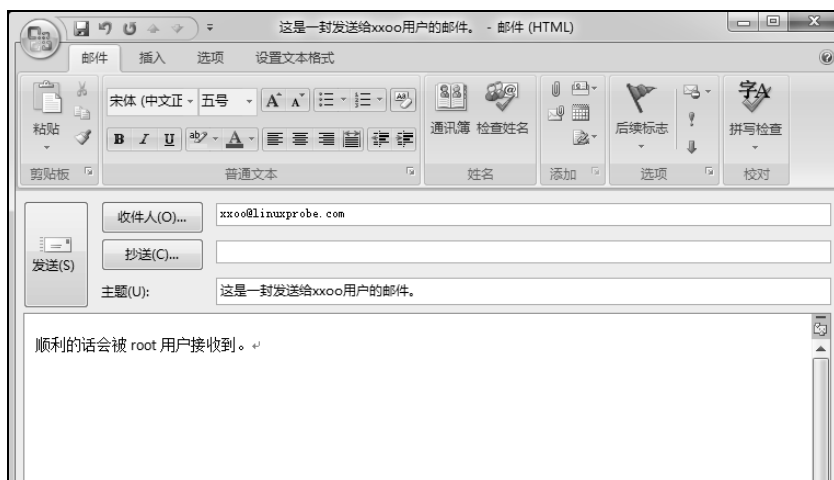 这是一封发送给xxoo用户的邮件。 - 邮件 (HTML)
邮件 插入 选项 设置文本格式
宋体 (中文正 五号
粘贴 B I U ab A 通讯簿 检查姓名 后续标志 字A 拼写检查
剪贴板 普通文本 姓名 添加 选项 校对
收件人(O)... xxoo@linuxprobe.com
抄送(C)...
发送(S)
主题(U): 这是一封发送给xxoo用户的邮件。
顺利的话会被 root 用户接收到。